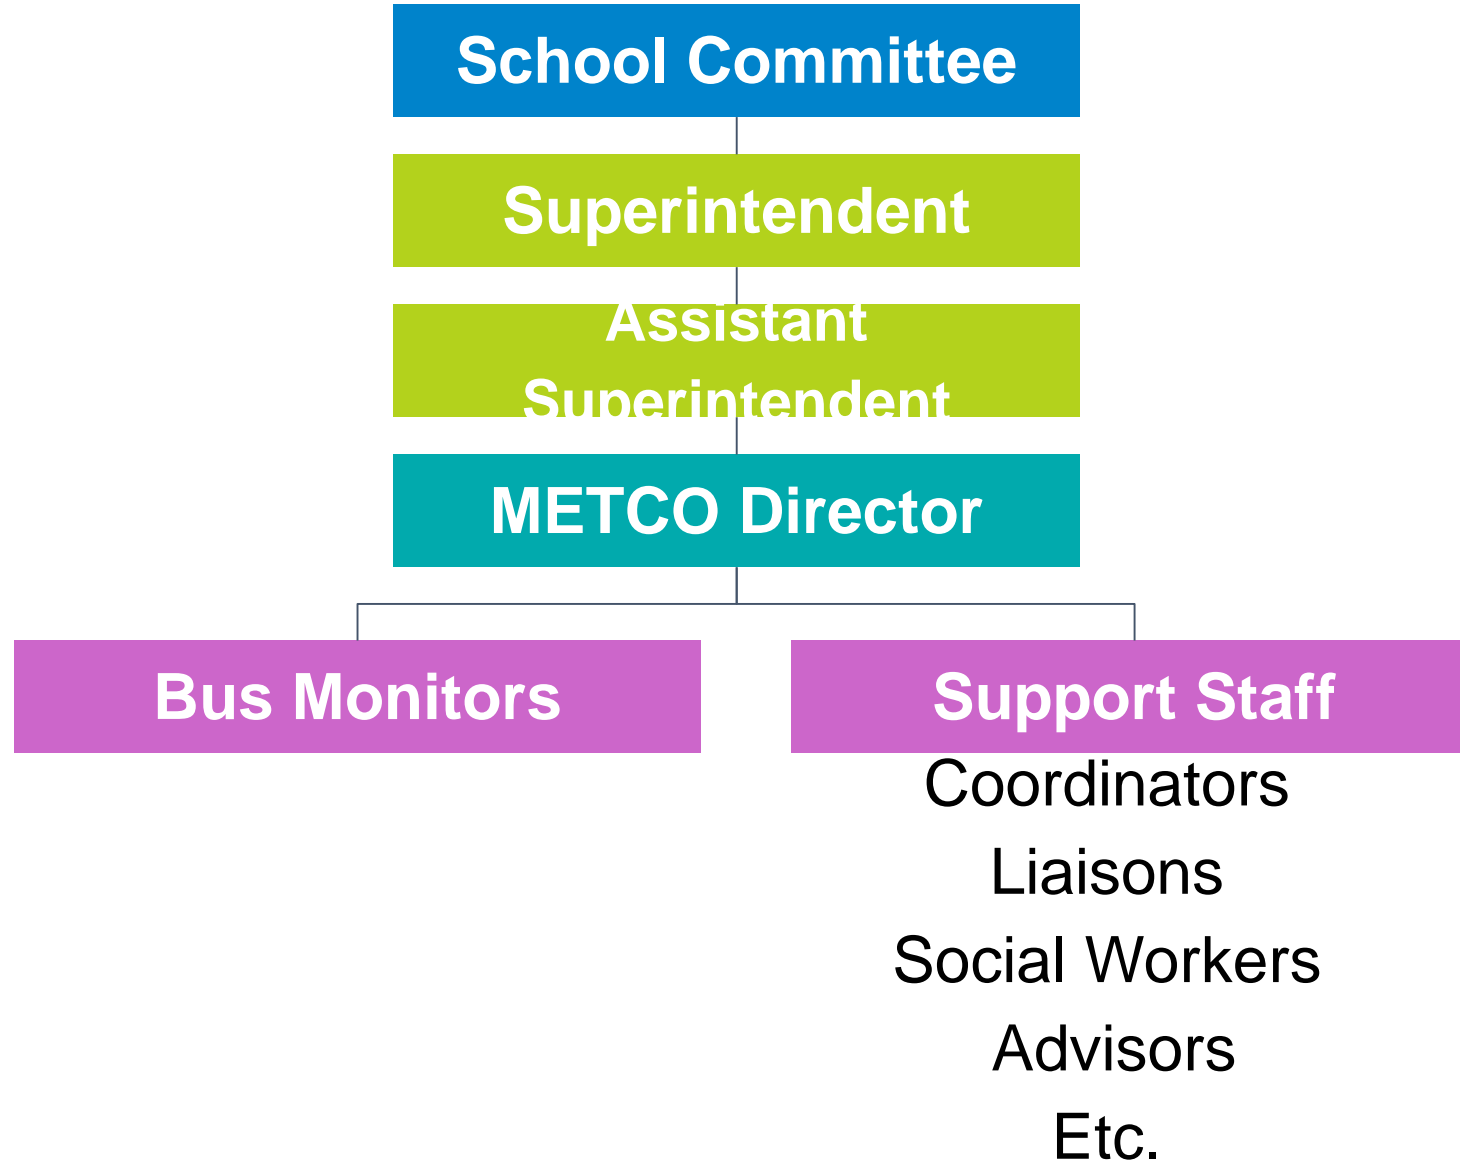 School Committee
Superintendent
Assistant
Superintendent
METCO Director
Bus Monitors
Support Staff
Coordinators
Liaisons
Social Workers
Advisors
Etc.